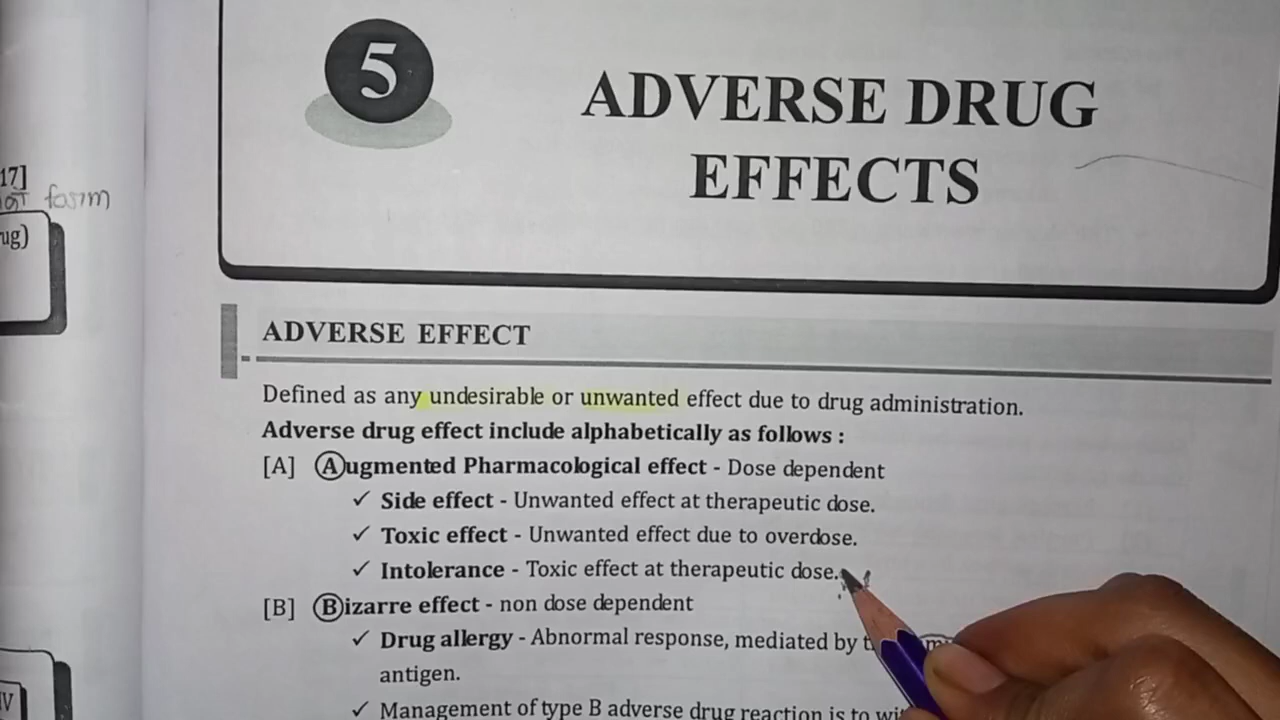 17]
fosim
ug)
IV
5
ADVERSE DRUG
EFFECTS
ADVERSE EFFECT
Defined as any undesirable or unwanted effect due to drug administration.
Adverse drug effect include alphabetically as follows :
[A] Augmented Pharmacological effect - Dose dependent
✓ Side effect - Unwanted effect at therapeutic dose.
✓ Toxic effect - Unwanted effect due to overdose.
✓ Intolerance - Toxic effect at therapeutic dose.
[B] Bizarre effect - non dose dependent
✓ Drug allergy - Abnormal response, mediated by
antigen.
✓ Management of type B adverse drug reaction is to